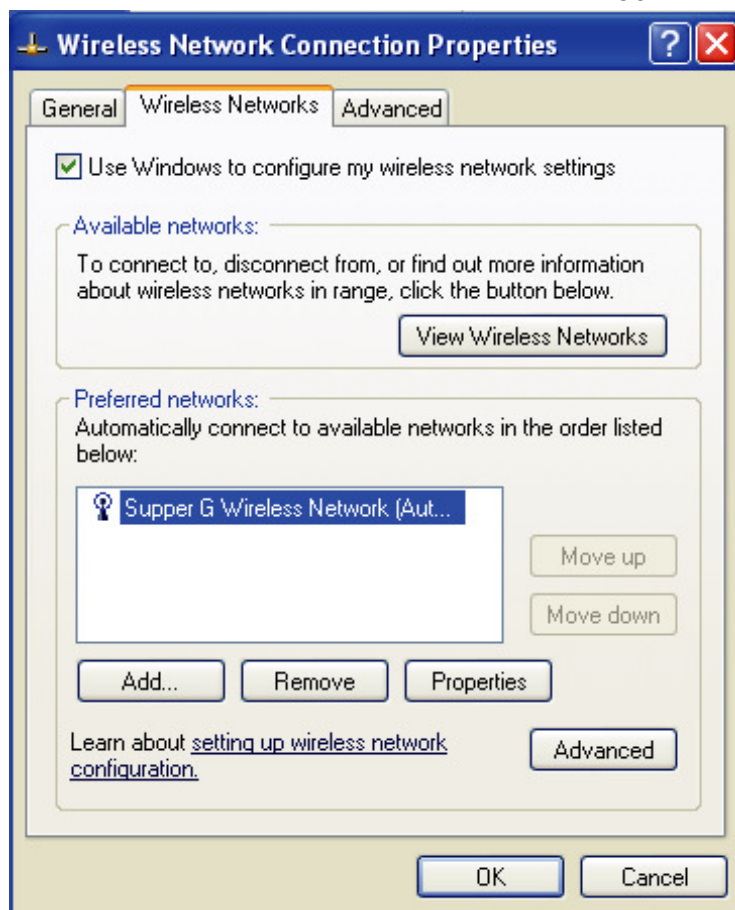 Wireless Network Connection Properties
General Wireless Networks Advanced
Use Windows to configure my wireless network settings
Available networks:
To connect to, disconnect from, or find out more information
about wireless networks in range, click the button below.
View Wireless Networks
Preferred networks:
Automatically connect to available networks in the order listed
below:
Supper G Wireless Network (Aut...
Move up
Move down
Add... Remove Properties
Learn about setting up wireless network
configuration.
Advanced
OK Cancel